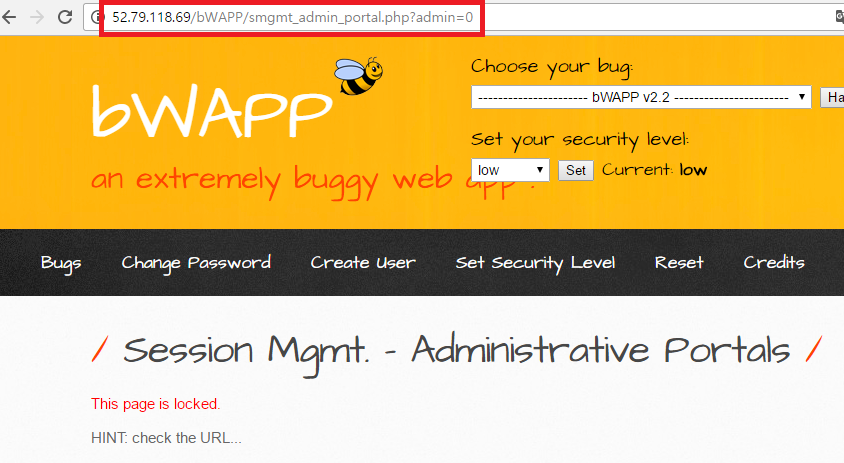 52.79.118.69/bWAPP/smgmt_admin_portal.php?admin=0
bWAPP
an extremely buggy web app !
Choose your bug:
---------------------- bWAPP v2.2 -----------------------
Ha
Set your security level:
low
Set
Current: low
Bugs
Change Password
Create User
Set Security Level
Reset
Credits
/ Session Mgmt. - Administrative Portals /
This page is locked.
HINT: check the URL...